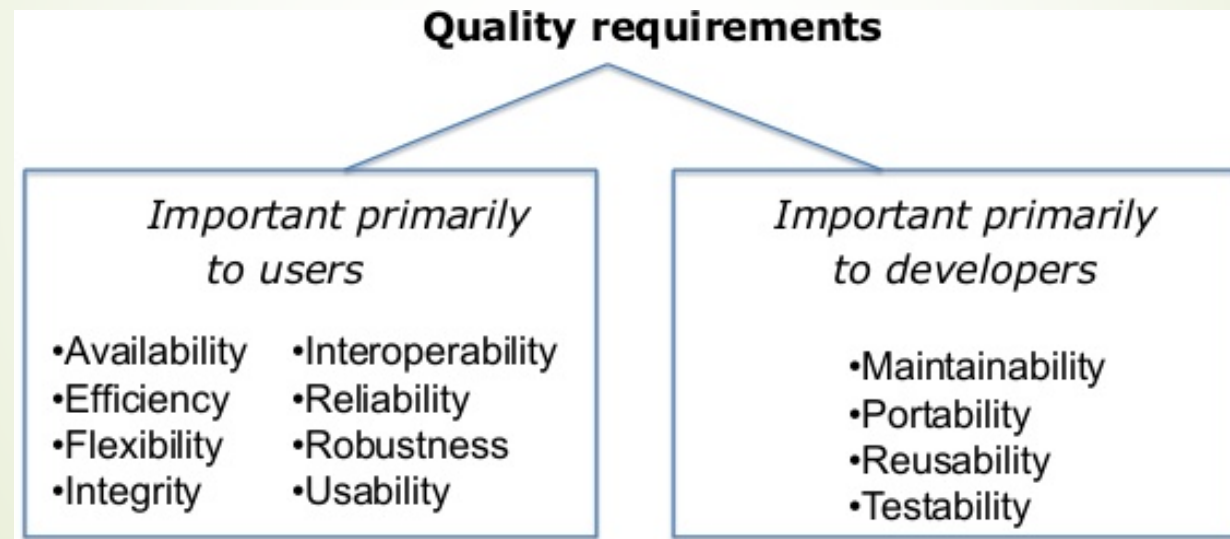 Quality requirements
Important primarily
to users
•Availability
•Efficiency
•Flexibility
•Integrity
•Interoperability
•Reliability
•Robustness
•Usability
Important primarily
to developers
•Maintainability
•Portability
•Reusability
•Testability